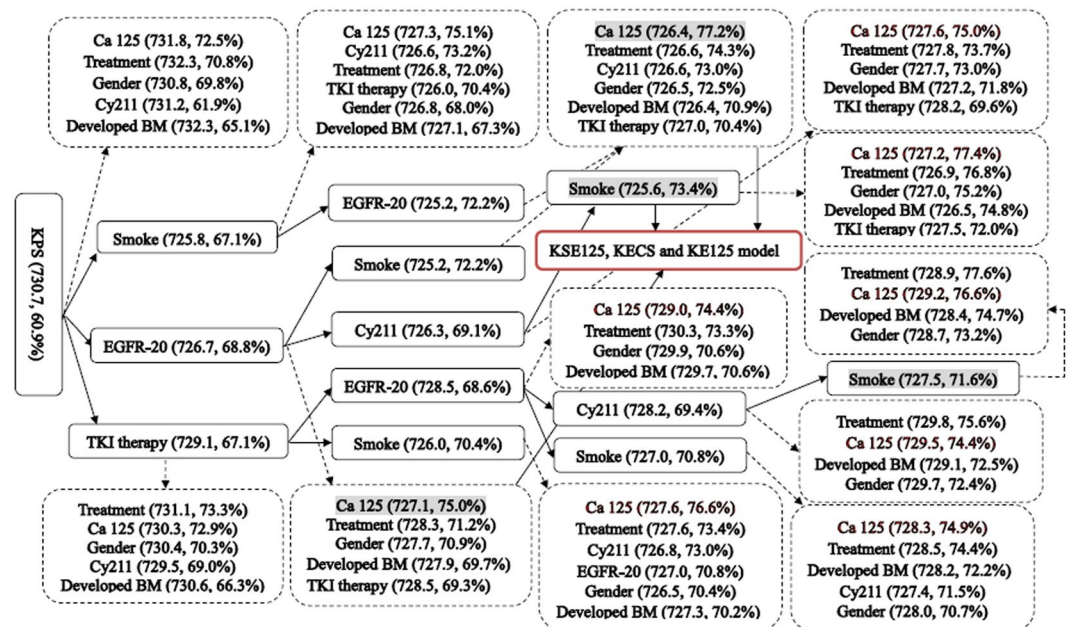 KPS (730.7, 60.9%)
Ca 125 (731.8, 72.5%)
Treatment (732.3, 70.8%)
Gender (730.8, 69.8%)
Cy211 (731.2, 61.9%)
Developed BM (732.3, 65.1%)
Smoke (725.8, 67.1%)
EGFR-20 (726.7, 68.8%)
TKI therapy (729.1, 67.1%)
Treatment (731.1, 73.3%)
Ca 125 (730.3, 72.9%)
Gender (730.4, 70.3%)
Cy211 (729.5, 69.0%)
Developed BM (730.6, 66.3%)
Ca 125 (727.3, 75.1%)
Cy211 (726.6, 73.2%)
Treatment (726.8, 72.0%)
TKI therapy (726.0, 70.4%)
Gender (726.8, 68.0%)
Developed BM (727.1, 67.3%)
EGFR-20 (725.2, 72.2%)
Smoke (725.2, 72.2%)
Cy211 (726.3, 69.1%)
EGFR-20 (728.5, 68.6%)
Smoke (726.0, 70.4%)
Ca 125 (727.1, 75.0%)
Treatment (728.3, 71.2%)
Gender (727.7, 70.9%)
Developed BM (727.9, 69.7%)
TKI therapy (728.5, 69.3%)
Ca 125 (726.4, 77.2%)
Treatment (726.6, 74.3%)
Cy211 (726.6, 73.0%)
Gender (726.5, 72.5%)
Developed BM (726.4, 70.9%)
TKI therapy (727.0, 70.4%)
Smoke (725.6, 73.4%)
KSE125, KECS and KE125 model
Ca 125 (729.0, 74.4%)
Treatment (730.3, 73.3%)
Gender (729.9, 70.6%)
Developed BM (729.7, 70.6%)
Cy211 (728.2, 69.4%)
Smoke (727.0, 70.8%)
Ca 125 (727.6, 76.6%)
Treatment (727.6, 73.4%)
Cy211 (726.8, 73.0%)
EGFR-20 (727.0, 70.8%)
Gender (726.5, 70.4%)
Developed BM (727.3, 70.2%)
Ca 125 (727.6, 75.0%)
Treatment (727.8, 73.7%)
Gender (727.7, 73.0%)
Developed BM (727.2, 71.8%)
TKI therapy (728.2, 69.6%)
Ca 125 (727.2, 77.4%)
Treatment (726.9, 76.8%)
Gender (727.0, 75.2%)
Developed BM (726.5, 74.8%)
TKI therapy (727.5, 72.0%)
Treatment (728.9, 77.6%)
Ca 125 (729.2, 76.6%)
Developed BM (728.4, 74.7%)
Gender (728.7, 73.2%)
Smoke (727.5, 71.6%)
Treatment (729.8, 75.6%)
Ca 125 (729.5, 74.4%)
Developed BM (729.1, 72.5%)
Gender (729.7, 72.4%)
Ca 125 (728.3, 74.9%)
Treatment (728.5, 74.4%)
Developed BM (728.2, 72.2%)
Cy211 (727.4, 71.5%)
Gender (728.0, 70.7%)